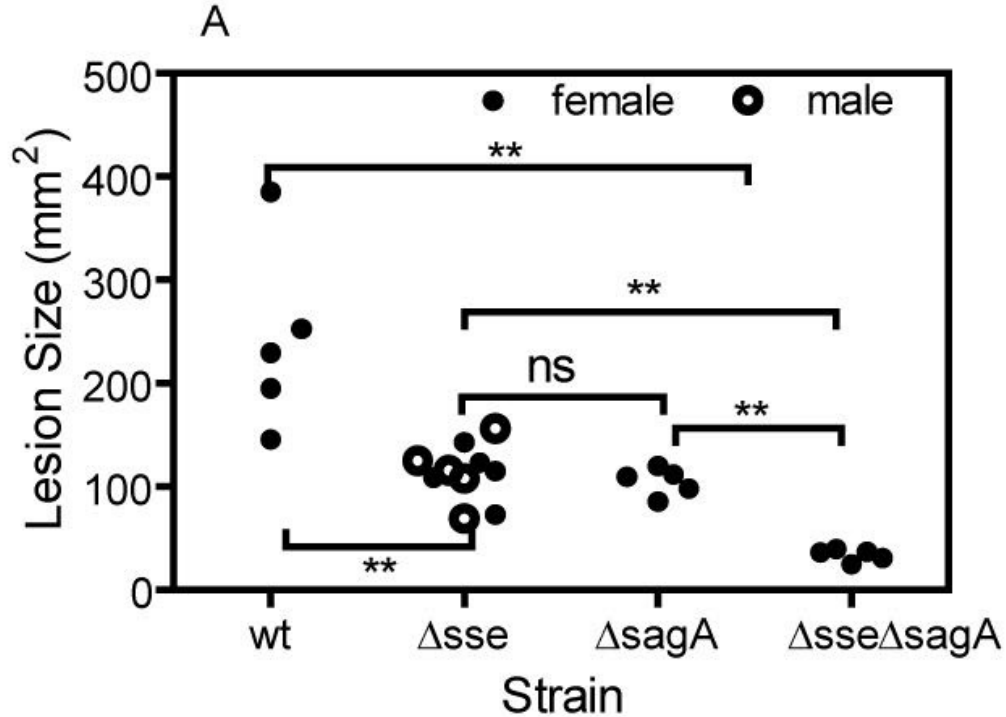 A
500
female male
**
400
Lesion Size (mm²)
300
**
ns
200
**
100
**
0
wt Δsse ΔsagA ΔsseΔsagA
Strain